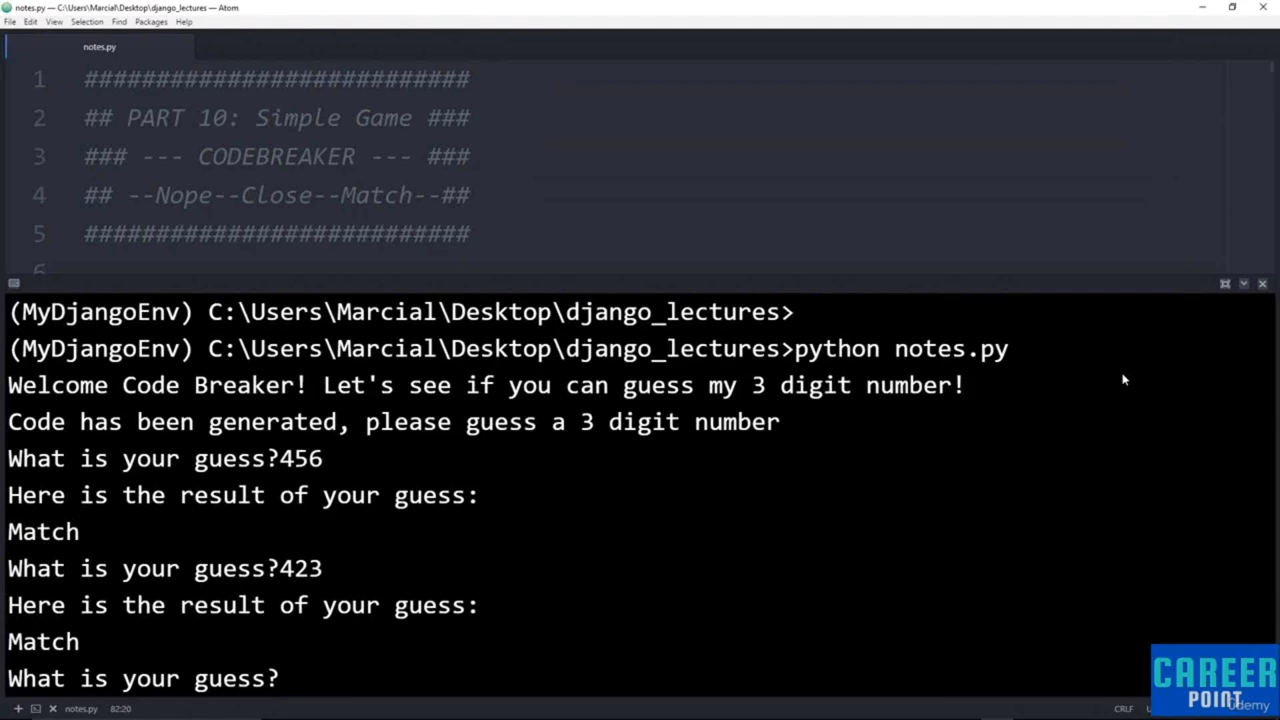 notes.py — C:\Users\Marcial\Desktop\django_lectures — Atom
File Edit View Selection Find Packages Help
notes.py
1 ###########################
2 ## PART 10: Simple Game ###
3 ### --- CODEBREAKER --- ###
4 ## --Nope--Close--Match--##
5 ###########################
6
(MyDjangoEnv) C:\Users\Marcial\Desktop\django_lectures>
(MyDjangoEnv) C:\Users\Marcial\Desktop\django_lectures>python notes.py
Welcome Code Breaker! Let's see if you can guess my 3 digit number!
Code has been generated, please guess a 3 digit number
What is your guess?456
Here is the result of your guess:
Match
What is your guess?423
Here is the result of your guess:
Match
What is your guess?
CAREER
POINT
Udemy
notes.py 82:20 CRLF